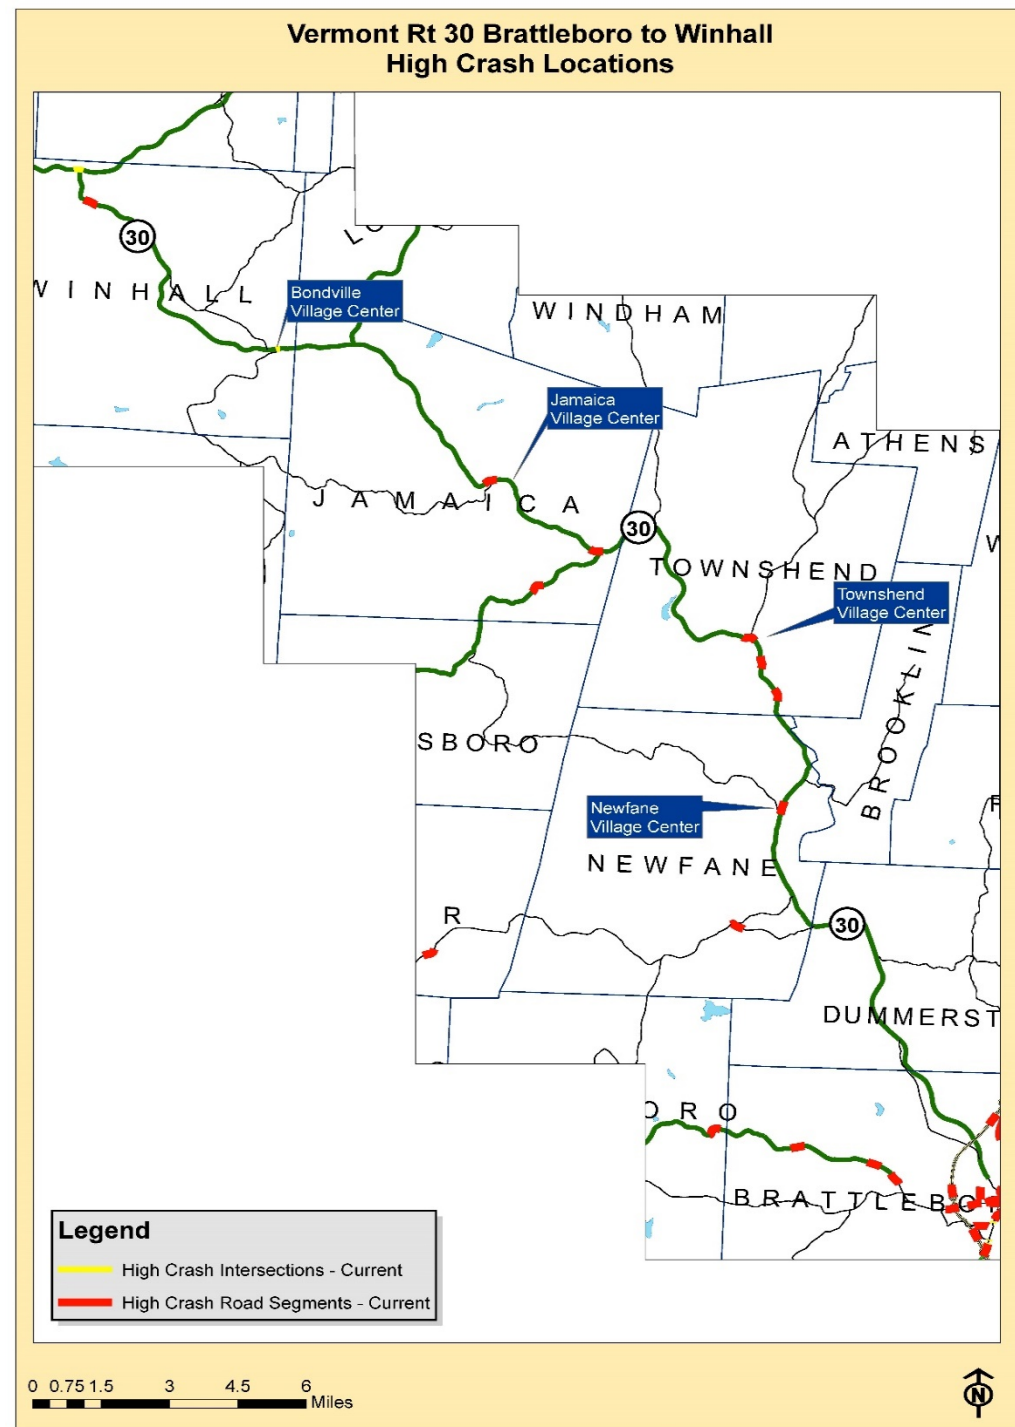 Vermont Rt 30 Brattleboro to Winhall
High Crash Locations
30
WINHALL
LO
Bondville
Village Center
WINDHAM
Jamaica
Village Center
ATHENS
JAMAICA
30
W
TOWNSHEND
Townshend
Village Center
BROOKLIN
SBORO
Newfane
Village Center
NEWFANE
R
30
DUMMERST
ORO
BRATTLEBO
Legend
High Crash Intersections - Current
High Crash Road Segments - Current
0 0.75 1.5 3 4.5 6
Miles
N